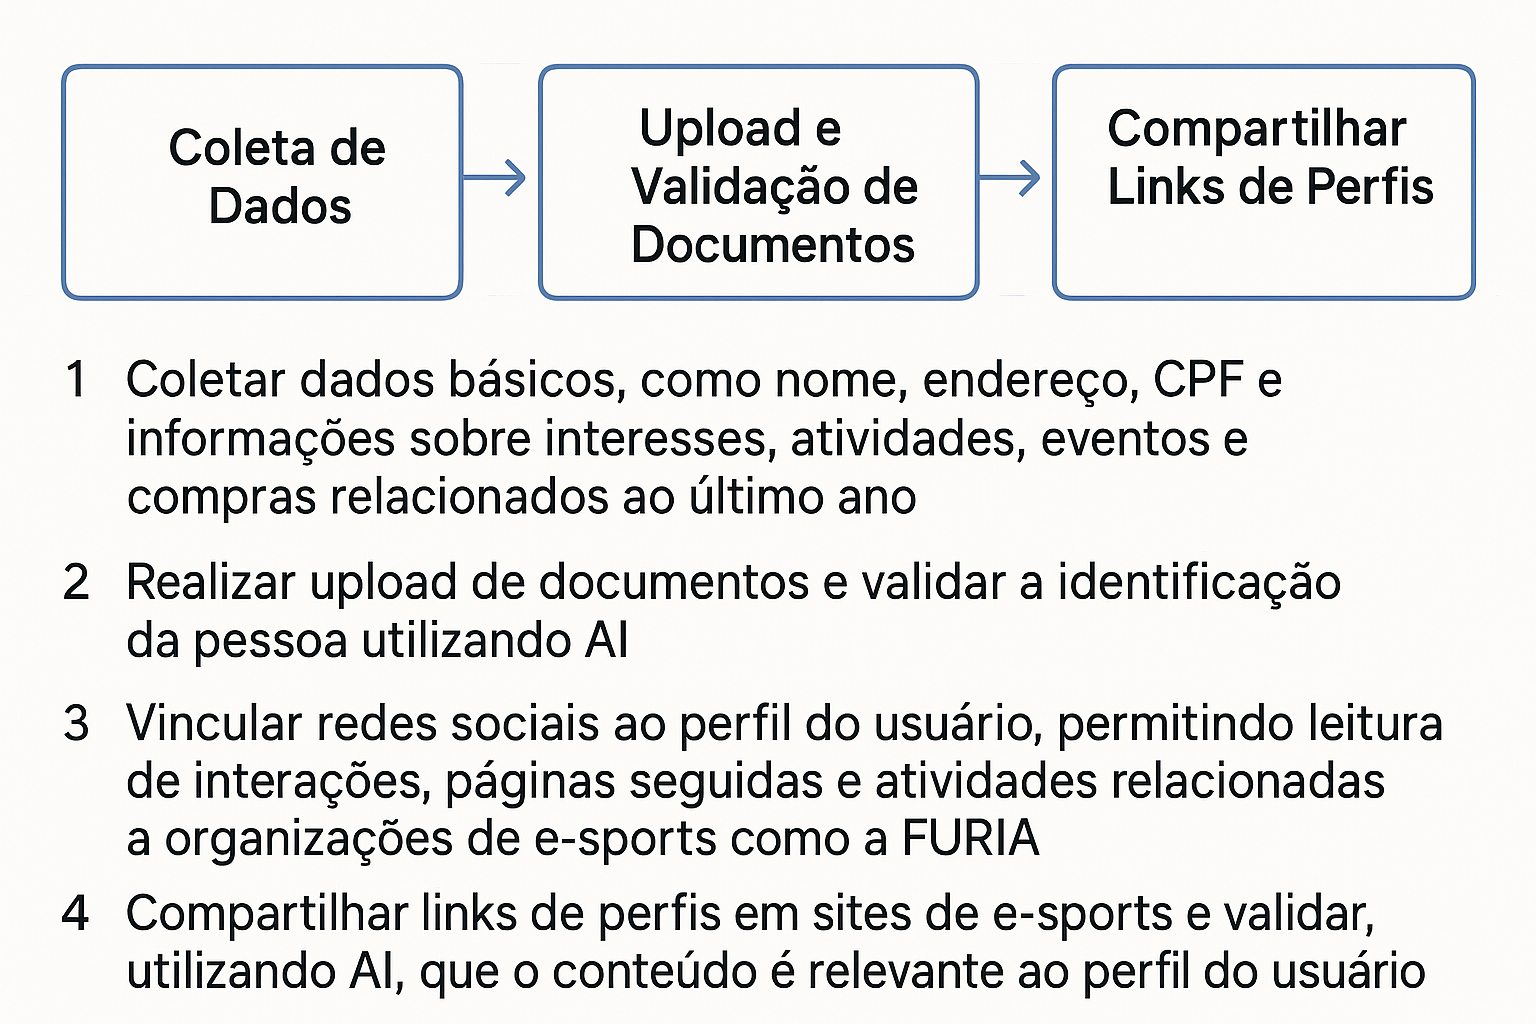 Coleta de
Dados
Upload e
Validação de
Documentos
Compartilhar
Links de Perfis
1 Coletar dados básicos, como nome, endereço, CPF e
informações sobre interesses, atividades, eventos e
compras relacionados ao último ano
2 Realizar upload de documentos e validar a identificação
da pessoa utilizando AI
3 Vincular redes sociais ao perfil do usuário, permitindo leitura
de interações, páginas seguidas e atividades relacionadas
a organizações de e-sports como a FURIA
4 Compartilhar links de perfis em sites de e-sports e validar,
utilizando AI, que o conteúdo é relevante ao perfil do usuário